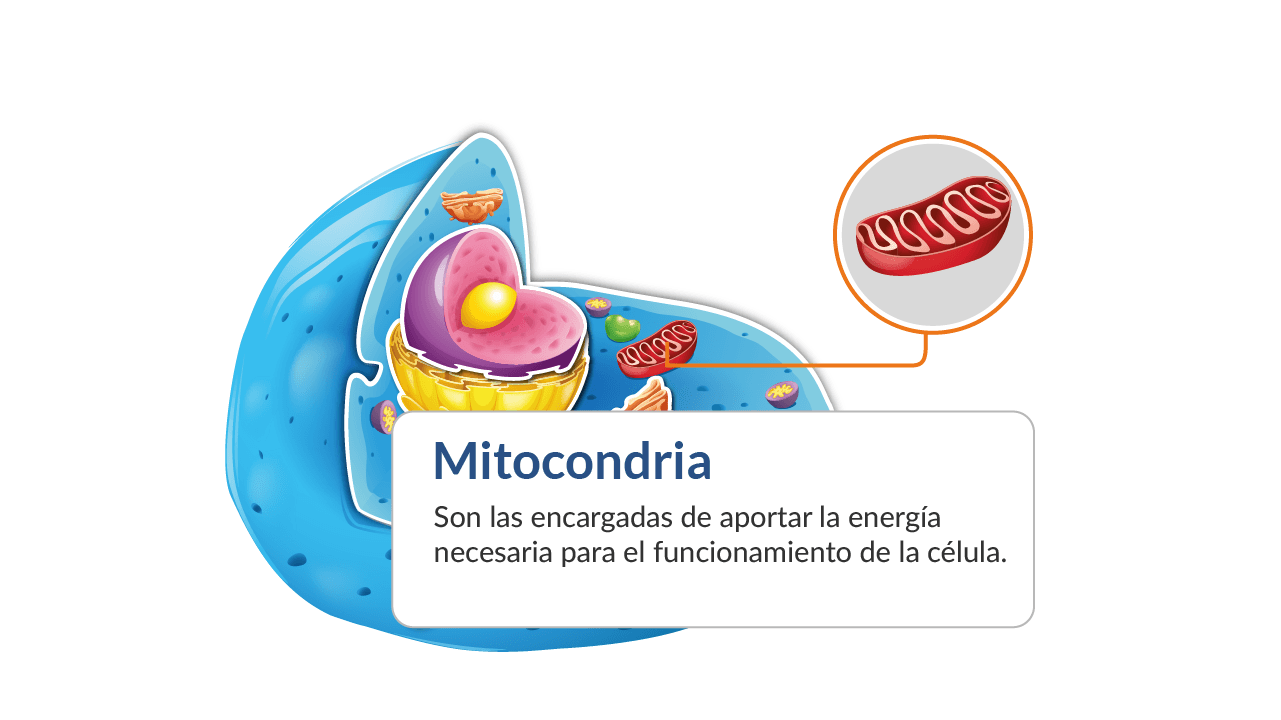 Mitocondria
Son las encargadas de aportar la energía
necesaria para el funcionamiento de la célula.